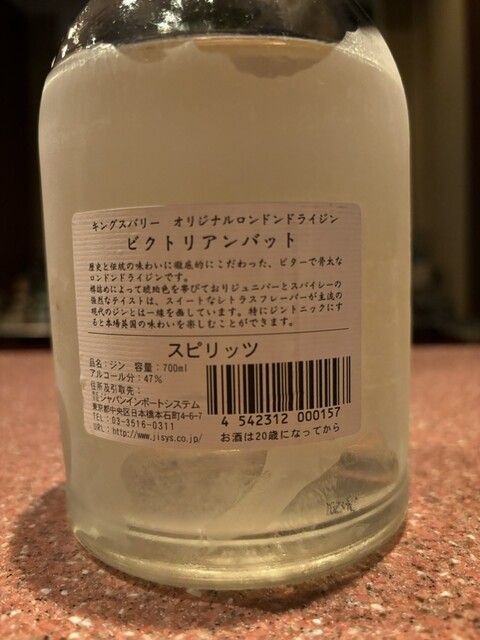 キングスバリー オリジナルロンドンドライジン
ビクトリアンバット
歴史と伝統の味わいに徹底的にこだわった、ビターで骨太な
ロンドンドライジンです。
樽詰めによって琥珀色を帯びておりジュニパーとスパイシーの
強烈なテイストは、スイートなレトラスフレーバーが主流の
現代のジンとは一線を画しています。特にジントニックにす
ると本場英国の味わいを楽しむことができます。
スピリッツ
品名:ジン 容量:700ml
アルコール分:47%
住所及引取先:
㈲ジャパンインポートシステム
東京都中央区日本橋本石町4-6-7
TEL:03-3516-0311
URL:http://www.jisys.co.jp/
4 542312 000157
お酒は20歳になってから